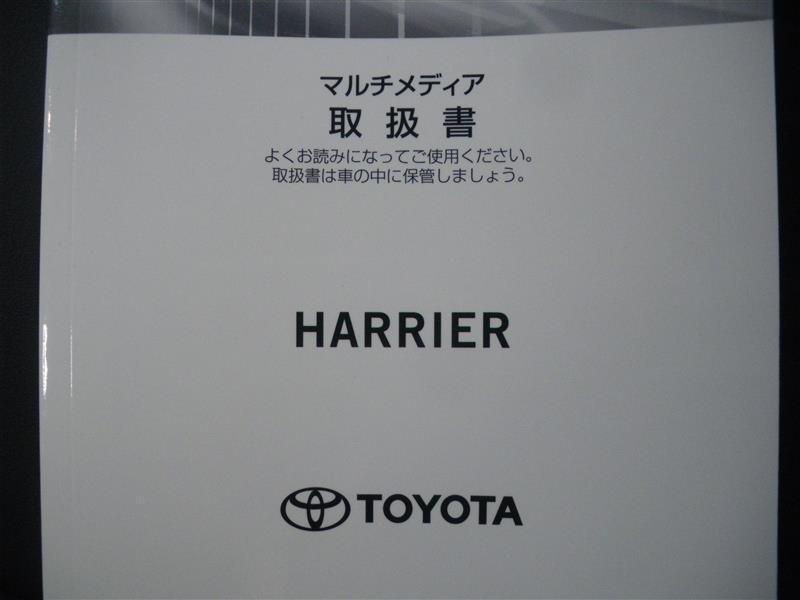 マルチメディア
取扱書
よくお読みになってご使用ください。
取扱書は車の中に保管しましょう。
HARRIER
TOYOTA